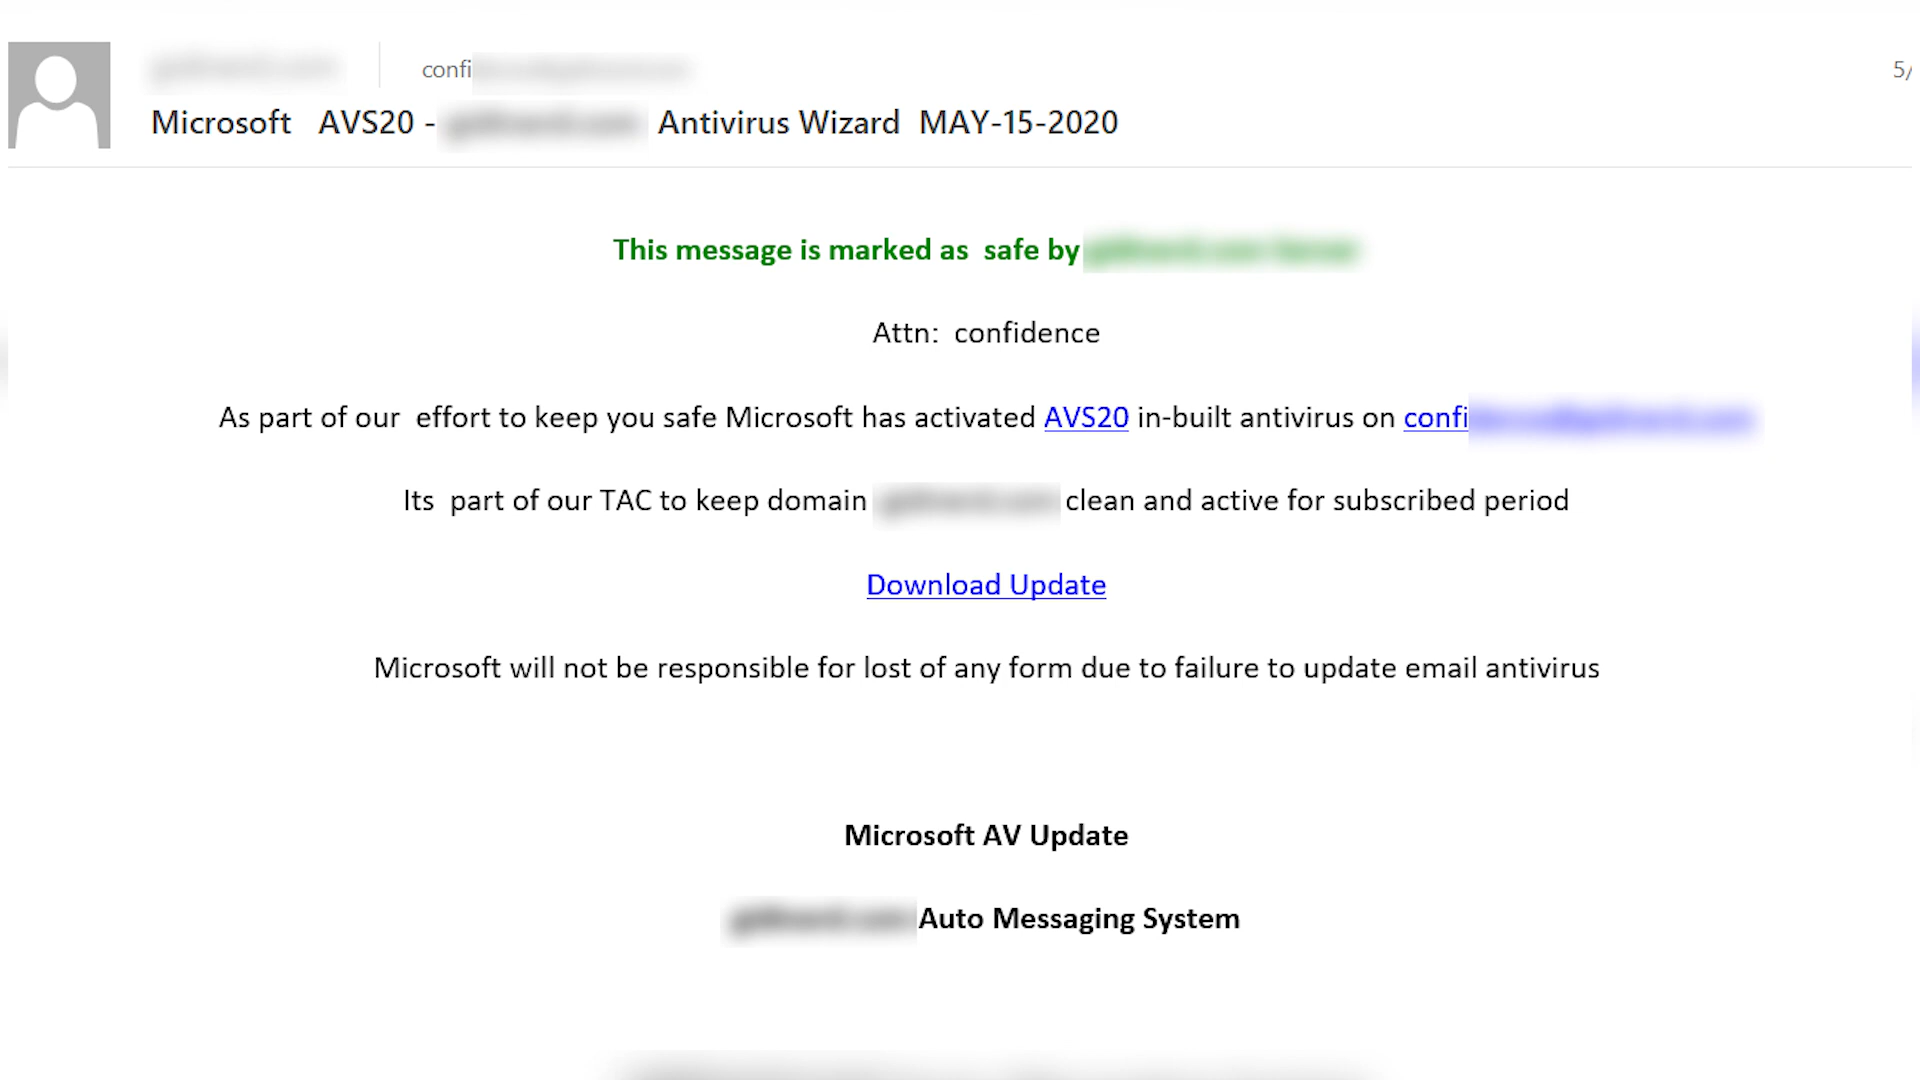 confi
5/
Microsoft AVS20 - Antivirus Wizard MAY-15-2020
This message is marked as safe by
Attn: confidence
As part of our effort to keep you safe Microsoft has activated AVS20 in-built antivirus on confi
Its part of our TAC to keep domain clean and active for subscribed period
Download Update
Microsoft will not be responsible for lost of any form due to failure to update email antivirus
Microsoft AV Update
Auto Messaging System